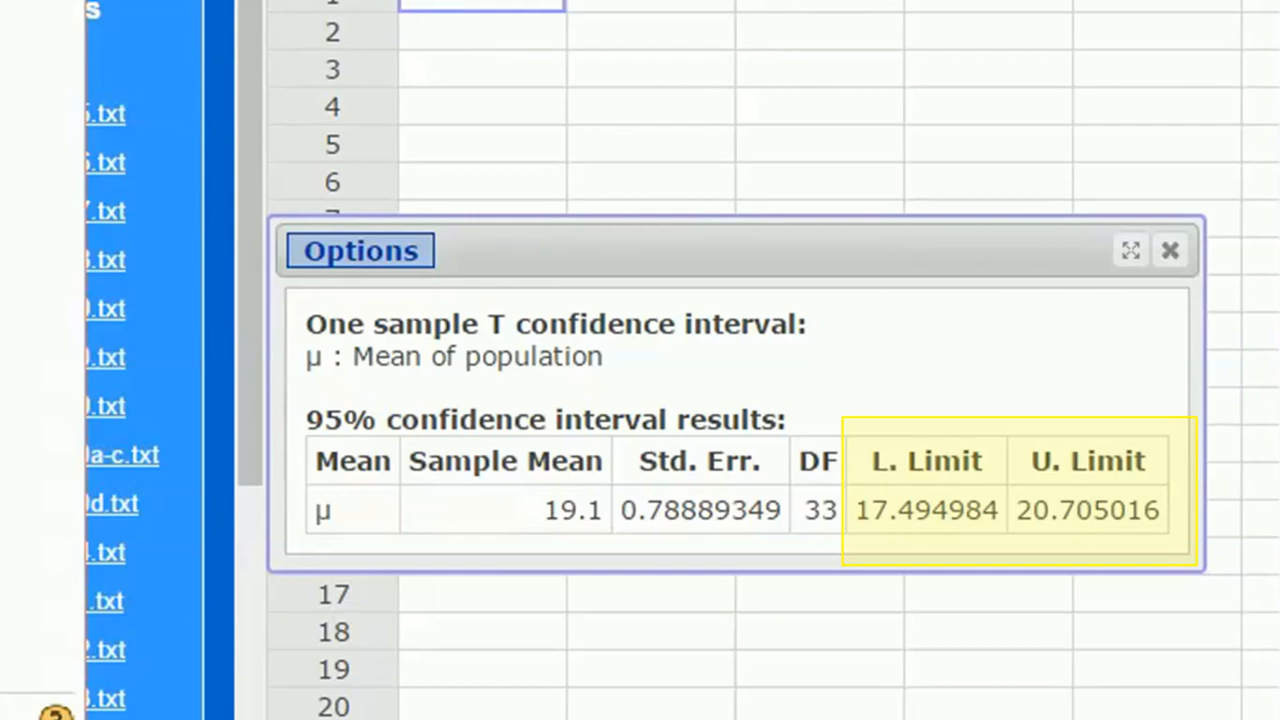 s
.txt
.txt
.txt
.txt
.txt
.txt
.txt
a-c.txt
d.txt
.txt
.txt
.txt
.txt
1
2
3
4
5
6
7
Options
One sample T confidence interval:
μ : Mean of population
95% confidence interval results:
Mean Sample Mean Std. Err. DF L. Limit U. Limit
μ 19.1 0.78889349 33 17.494984 20.705016
17
18
19
20
?